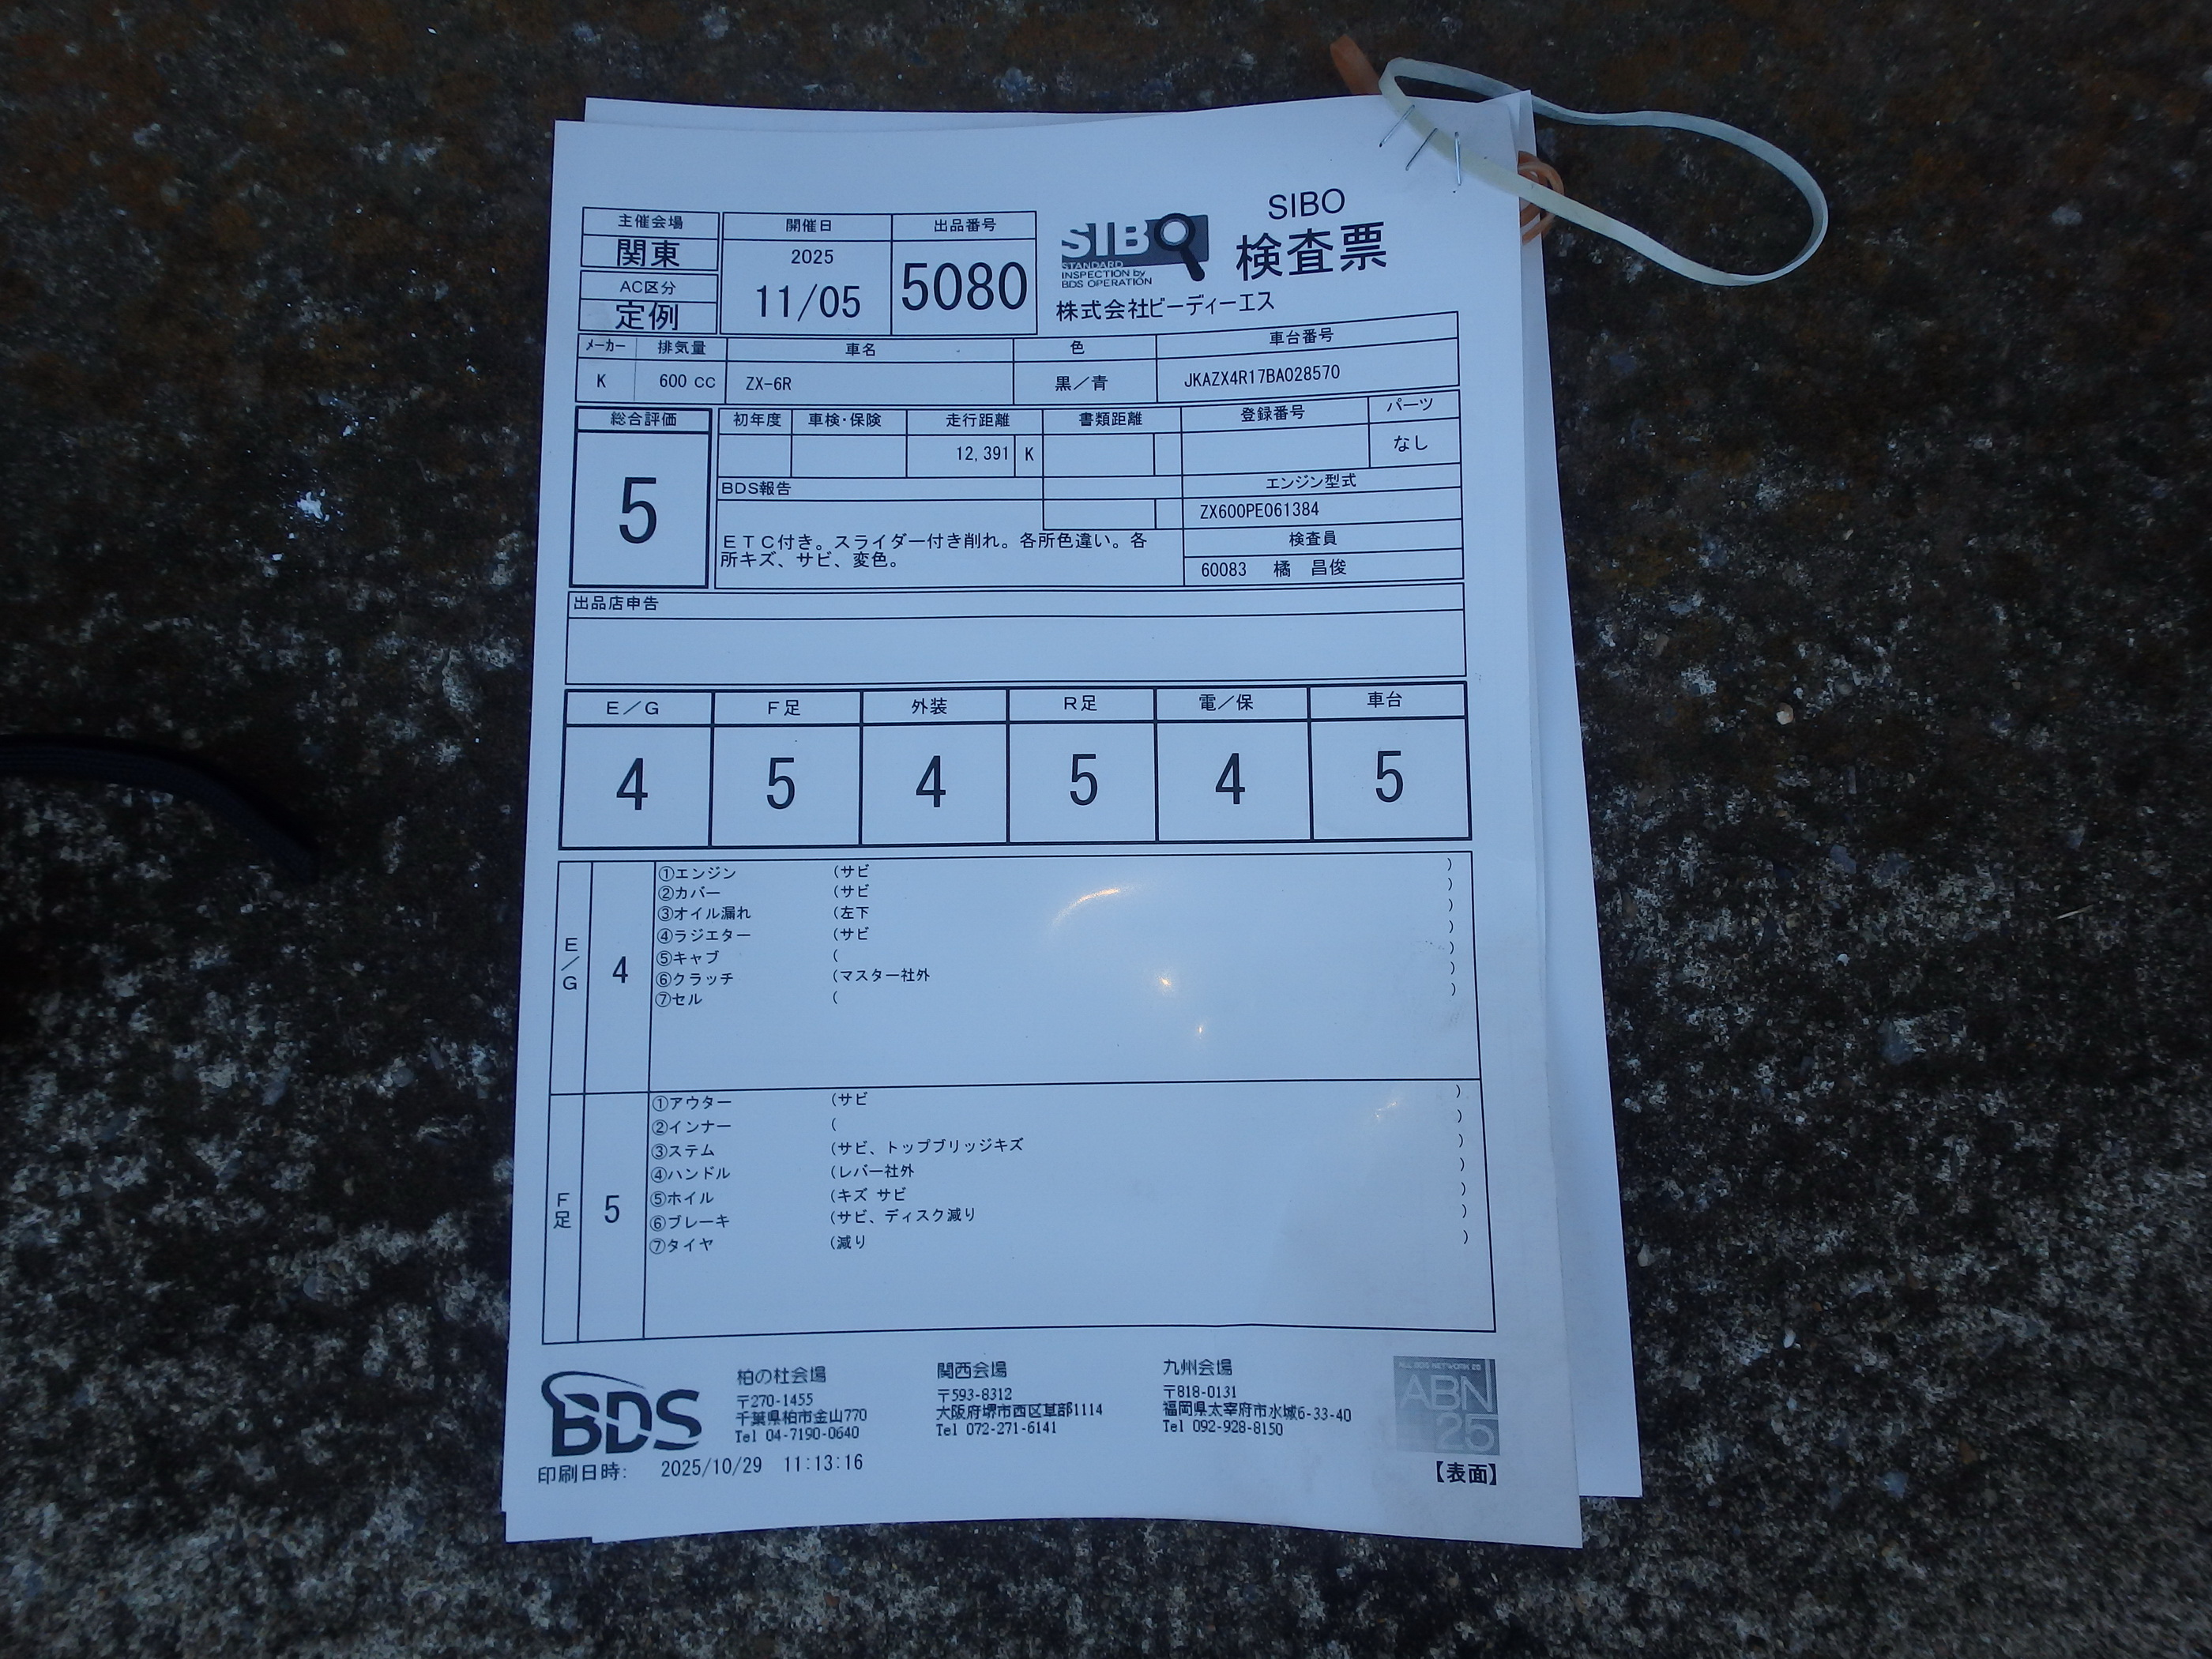 主催会場
関東
AC区分
定例
開催日
2025
11/05
出品番号
5080
SIBO
STANDARD
INSPECTION by
BDS OPERATION
SIBO
検査票
株式会社ビーディーエス
メーカー 排気量 車名 色 車台番号
K 600 CC ZX-6R 黒／青 JKAZX4R17BA028570
総合評価
5
初年度 車検・保険 走行距離 書類距離 登録番号 パーツ
12,391 K なし
BDS報告
ETC付き。スライダー付き削れ。各所色違い。各
所キズ、サビ、変色。
エンジン型式
ZX600PE061384
検査員
60083 橘 昌俊
出品店申告
E／G F足 外装 R足 電／保 車台
4 5 4 5 4 5
E／G
4
①エンジン (サビ )
②カバー (サビ )
③オイル漏れ (左下 )
④ラジエター (サビ )
⑤キャブ ( )
⑥クラッチ (マスター社外 )
⑦セル ( )
F足
5
①アウター (サビ )
②インナー ( )
③ステム (サビ、トップブリッジキズ )
④ハンドル (レバー社外 )
⑤ホイル (キズ サビ )
⑥ブレーキ (サビ、ディスク減り )
⑦タイヤ (減り )
BDS
柏の杜会場
〒270-1455
千葉県柏市金山770
Tel 04-7190-0640
関西会場
〒593-8312
大阪府堺市西区草部1114
Tel 072-271-6141
九州会場
〒818-0131
福岡県太宰府市水城6-33-40
Tel 092-928-8150
ALL BDS NETWORK 25
ABN
25
印刷日時: 2025/10/29 11:13:16
【表面】